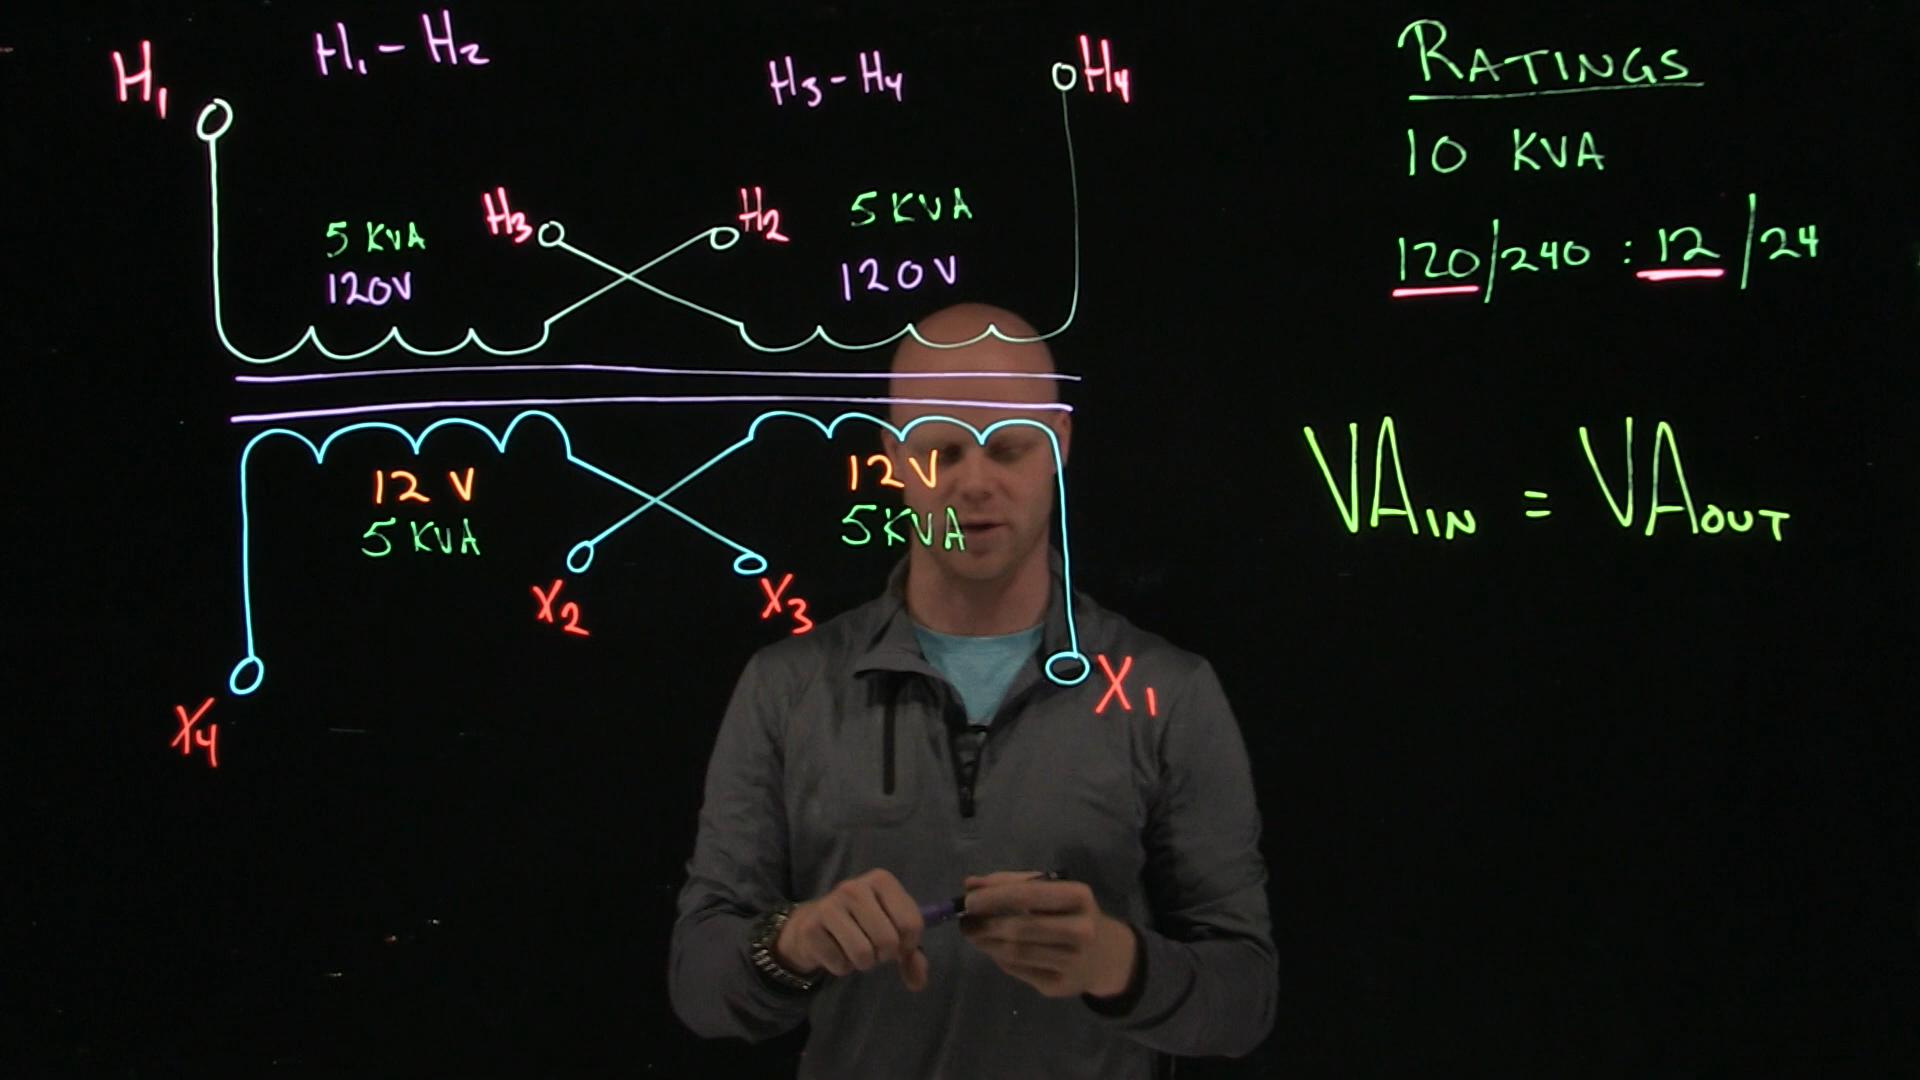 H1
H1 - H2
H3 - H4
H4
H3
H2
5 KVA
120V
5 KVA
120V
12 V
5 KVA
12 V
5 KVA
X2
X3
X4
X1
RATINGS
10 KVA
120/240 : 12/24
VAIN = VAOUT